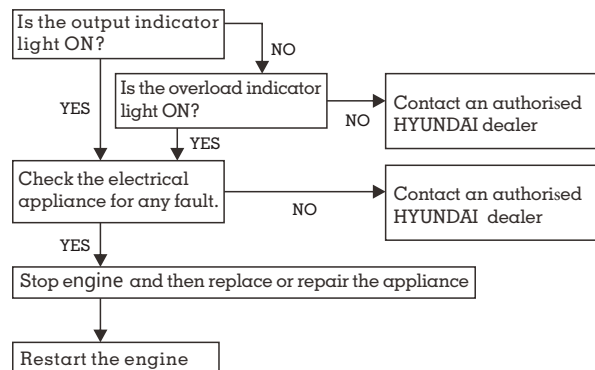 Is the output indicator
light ON?
NO
Is the overload indicator
light ON?
YES
NO
Contact an authorised
HYUNDAI dealer
YES
Check the electrical
appliance for any fault.
NO
Contact an authorised
HYUNDAI dealer
YES
Stop engine and then replace or repair the appliance
Restart the engine